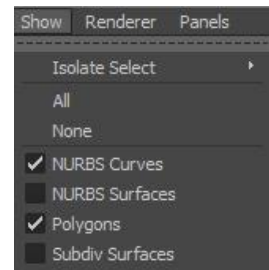 Show Renderer Panels
Isolate Select
All
None
NURBS Curves
NURBS Surfaces
Polygons
Subdiv Surfaces